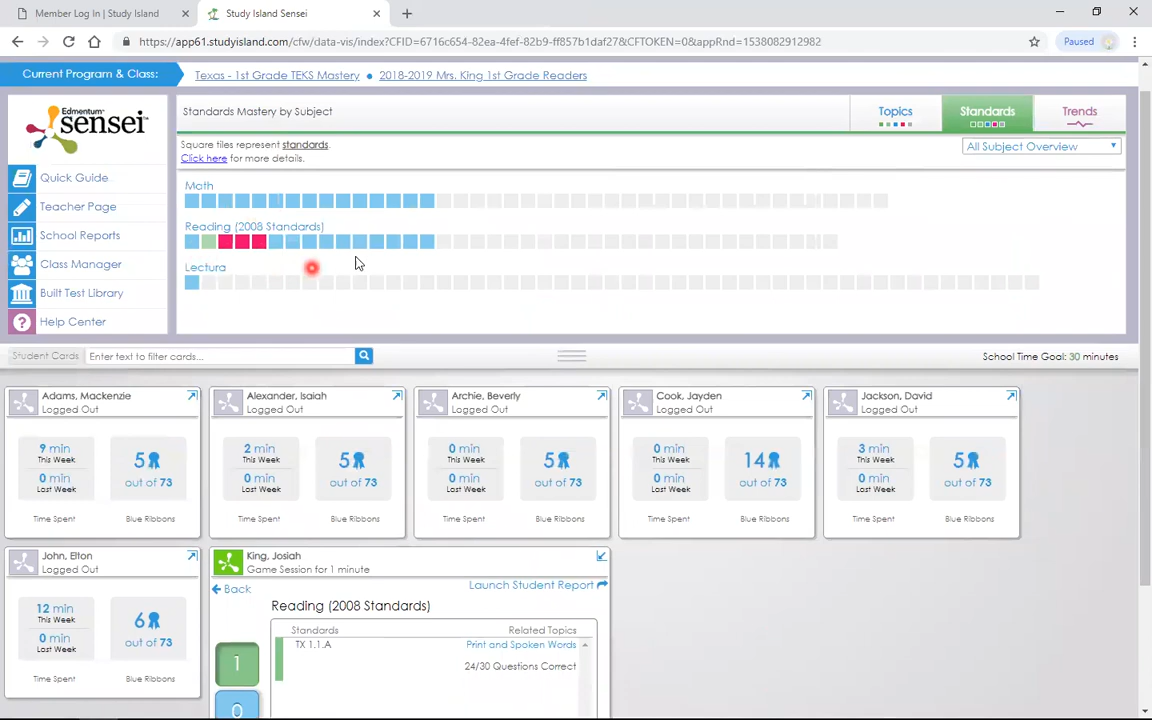 Member Log In | Study Island
Study Island Sensei
https://app61.studyisland.com/cfw/data-vis/index?CFID=6716c654-82ea-4fef-82b9-ff857b1daf27&CFTOKEN=0&appRnd=1538082912982
Paused
Current Program & Class:
Texas - 1st Grade TEKS Mastery
2018-2019 Mrs. King 1st Grade Readers
Edmentum
sensei
Quick Guide
Teacher Page
School Reports
Class Manager
Built Test Library
Help Center
Standards Mastery by Subject
Topics
Standards
Trends
Square tiles represent standards.
Click here for more details.
All Subject Overview
Math
Reading (2008 Standards)
Lectura
Student Cards
Enter text to filter cards...
School Time Goal: 30 minutes
Adams, Mackenzie
Logged Out
9 min
This Week
0 min
Last Week
5
out of 73
Time Spent
Blue Ribbons
Alexander, Isaiah
Logged Out
2 min
This Week
0 min
Last Week
5
out of 73
Time Spent
Blue Ribbons
Archie, Beverly
Logged Out
0 min
This Week
0 min
Last Week
5
out of 73
Time Spent
Blue Ribbons
Cook, Jayden
Logged Out
0 min
This Week
0 min
Last Week
14
out of 73
Time Spent
Blue Ribbons
Jackson, David
Logged Out
3 min
This Week
0 min
Last Week
5
out of 73
Time Spent
Blue Ribbons
John, Elton
Logged Out
12 min
This Week
0 min
Last Week
6
out of 73
Time Spent
Blue Ribbons
King, Josiah
Game Session for 1 minute
Back
Launch Student Report
Reading (2008 Standards)
Standards
Related Topics
TX 1.1.A
Print and Spoken Words
24/30 Questions Correct
1
0